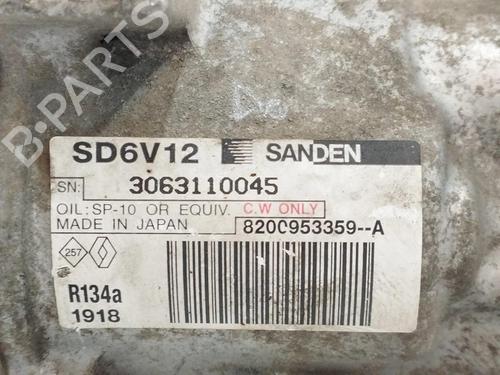 B-PARTS
SD6V12 SANDEN
SN: 3063110045
OIL: SP-10 OR EQUIV. C.W ONLY
MADE IN JAPAN 8200953359--A
257
R134a
1918